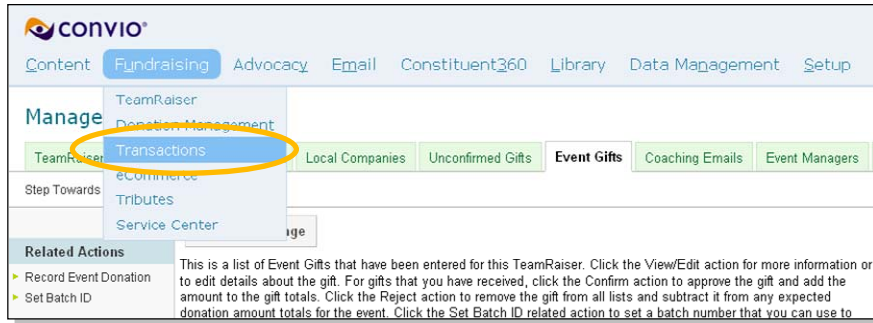 convio
Content Fundraising Advocacy Email Constituent360 Library Data Management Setup
TeamRaiser
Manage
Donation Management
Transactions
TeamRaiser Local Companies Unconfirmed Gifts Event Gifts Coaching Emails Event Managers
eCommerce
Step Towards
Tributes
Service Center
age
Related Actions
Record Event Donation
Set Batch ID
This is a list of Event Gifts that have been entered for this TeamRaiser. Click the View/Edit action for more information or
to edit details about the gift. For gifts that you have received, click the Confirm action to approve the gift and add the
amount to the gift totals. Click the Reject action to remove the gift from all lists and subtract it from any expected
donation amount totals for the event. Click the Set Batch ID related action to set a batch number that you can use to